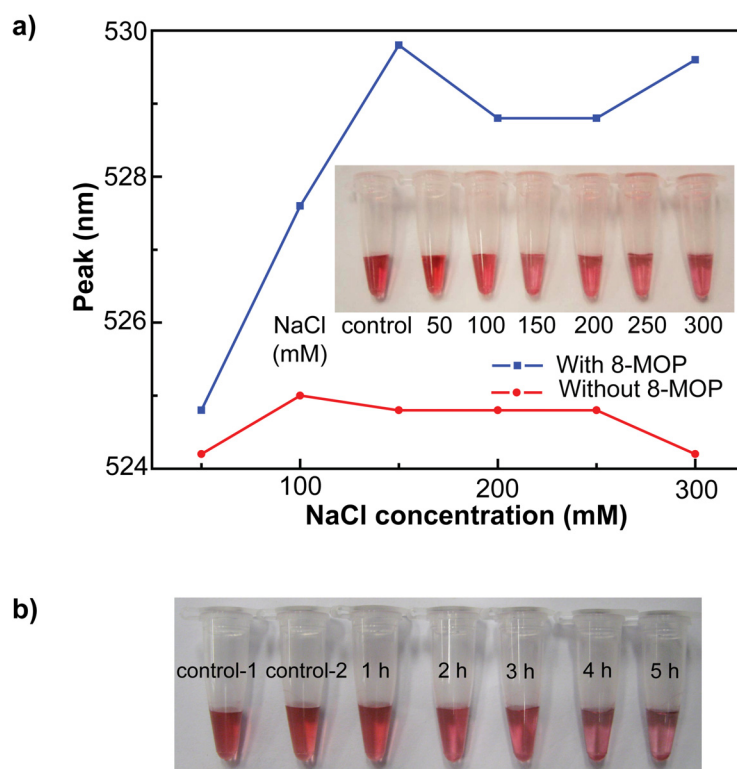 a)
530
528
526
524
Peak (nm)
NaCl
(mM)
control 50 100 150 200 250 300
With 8-MOP
Without 8-MOP
100 200 300
NaCl concentration (mM)
b)
control-1 control-2 1 h 2 h 3 h 4 h 5 h